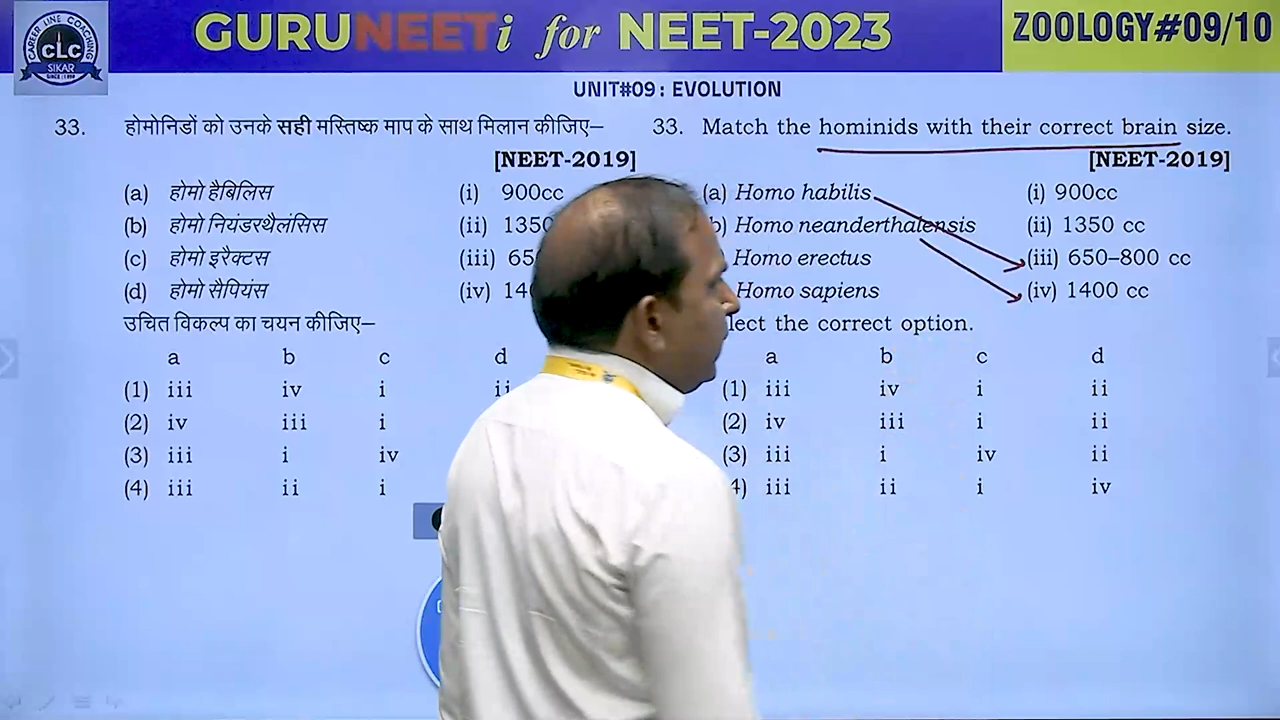 GURUNEETi for NEET-2023
ZOOLOGY#09/10
CAREER LINE COACHING
CLC
SIKAR
SINCE : 1996
UNIT#09 : EVOLUTION
33. होमोनिडों को उनके सही मस्तिष्क माप के साथ मिलान कीजिए–
[NEET-2019]
(a) होमो हैबिलिस (i) 900cc
(b) होमो नियंडरथैलंसिस (ii) 1350
(c) होमो इरैक्टस (iii)
(d) होमो सैपियंस (iv)
उचित विकल्प का चयन कीजिए–
a b c d
(1) iii iv i ii
(2) iv iii i
(3) iii i iv
(4) iii ii i
33. Match the hominids with their correct brain size.
[NEET-2019]
(a) Homo habilis (i) 900cc
b) Homo neanderthalensis (ii) 1350 cc
Homo erectus (iii) 650–800 cc
Homo sapiens (iv) 1400 cc
lect the correct option.
a b c d
(1) iii iv i ii
(2) iv iii i ii
(3) iii i iv ii
4) iii ii i iv